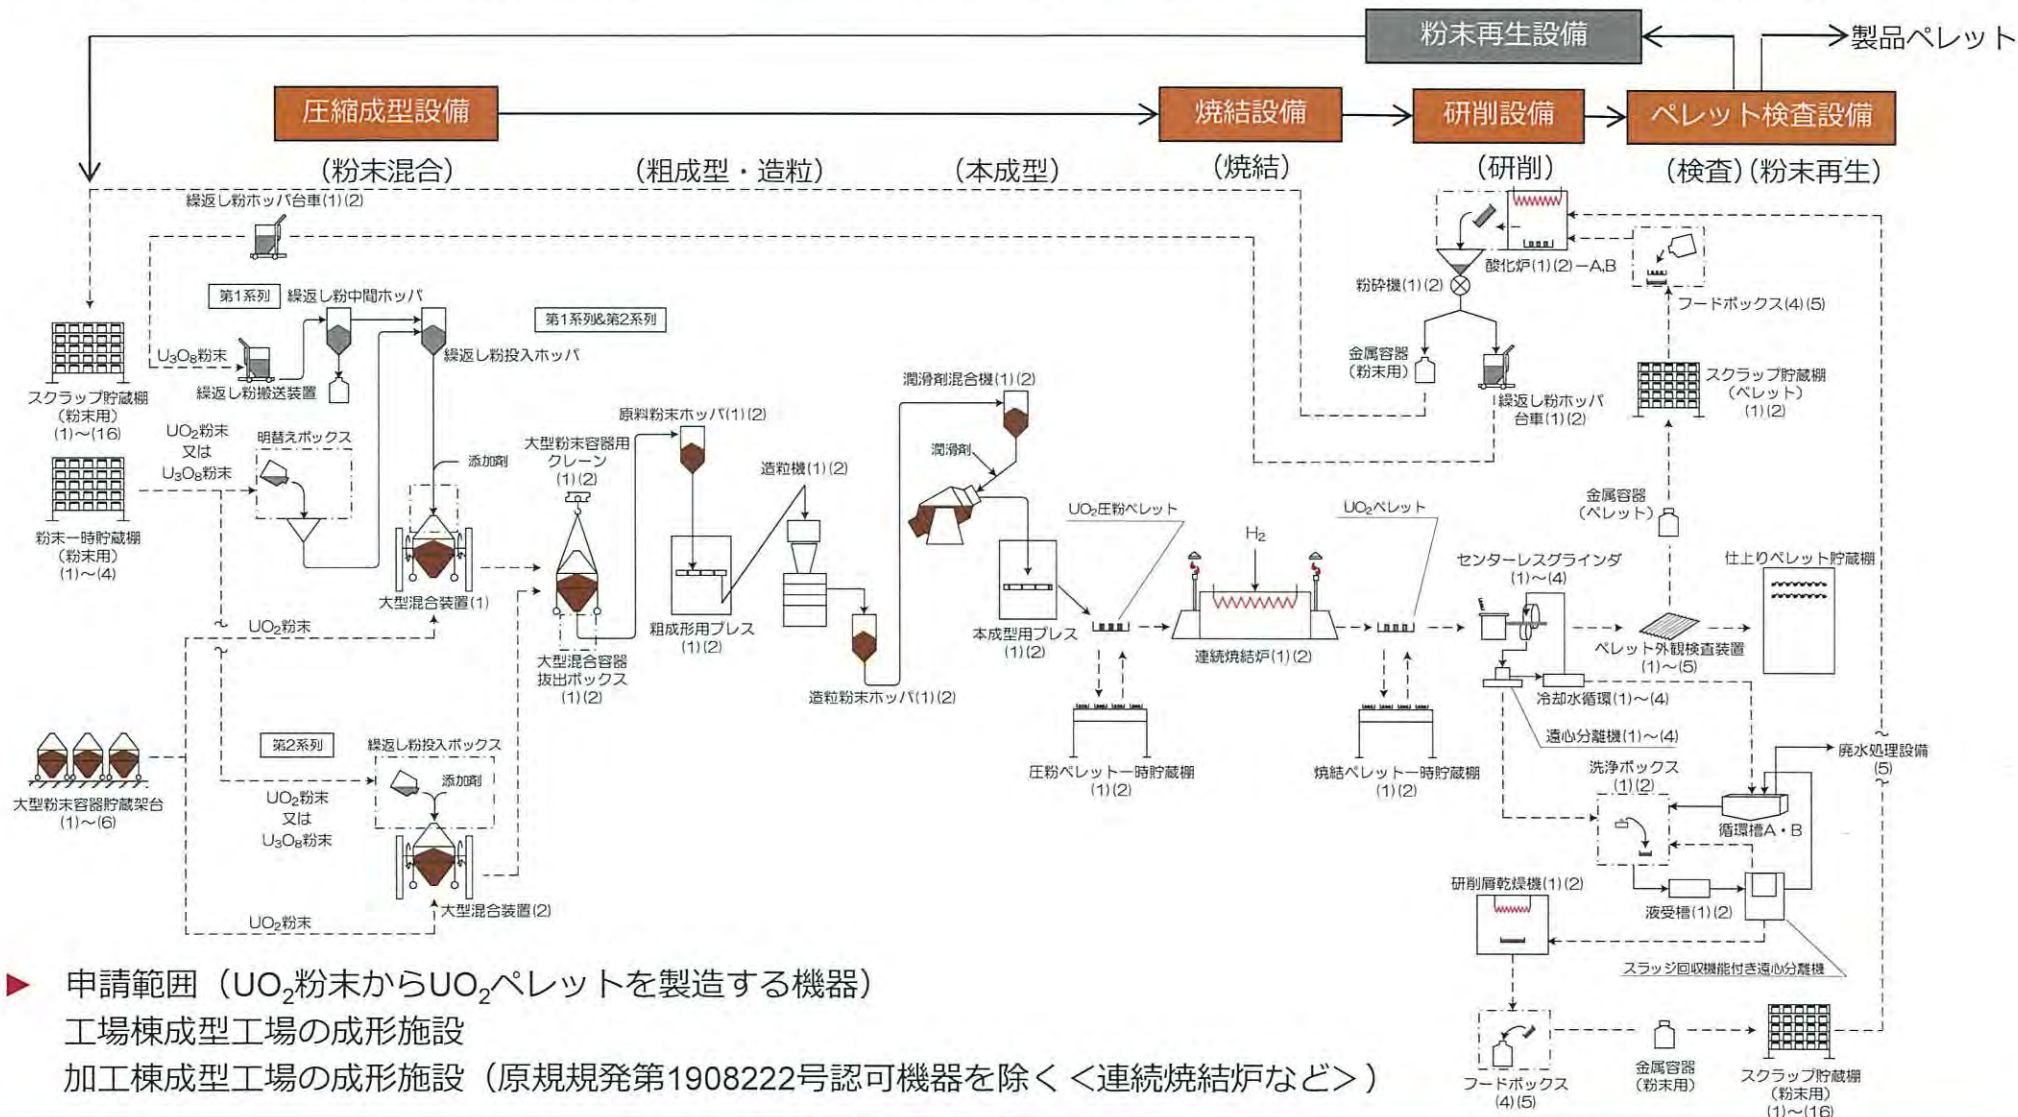 粉末再生設備
製品ペレット
圧縮成型設備
焼結設備
研削設備
ペレット検査設備
(粉末混合)
(粗成型・造粒)
(本成型)
(焼結)
(研削)
(検査)(粉末再生)
繰返し粉ホッパ台車(1)(2)
第1系列
繰返し粉中間ホッパ
第1系列&第2系列
U3O8粉末
繰返し粉搬送装置
繰返し粉投入ホッパ
スクラップ貯蔵棚
(粉末用)
(1)~(16)
UO2粉末
又は
U3O8粉末
明替えボックス
添加剤
粉末一時貯蔵棚
(粉末用)
(1)~(4)
大型混合装置(1)
UO2粉末
大型粉末容器用
クレーン
(1)(2)
大型混合容器
抜出ボックス
(1)(2)
原料粉末ホッパ(1)(2)
粗成形用プレス
(1)(2)
造粒機(1)(2)
造粒粉末ホッパ(1)(2)
潤滑剤混合機(1)(2)
潤滑剤
本成型用プレス
(1)(2)
UO2圧粉ペレット
圧粉ペレット一時貯蔵棚
(1)(2)
H2
連続焼結炉(1)(2)
UO2ペレット
焼結ペレット一時貯蔵棚
(1)(2)
酸化炉(1)(2)-A,B
粉砕機(1)(2)
金属容器
(粉末用)
繰返し粉ホッパ
台車(1)(2)
フードボックス(4)(5)
スクラップ貯蔵棚
(ペレット)
(1)(2)
金属容器
(ペレット)
センターレスグラインダ
(1)~(4)
ペレット外観検査装置
(1)~(5)
仕上りペレット貯蔵棚
冷却水循環(1)~(4)
遠心分離機(1)~(4)
廃水処理設備
(5)
洗浄ボックス
(1)(2)
循環槽A・B
液受槽(1)(2)
研削屑乾燥機(1)(2)
スラッジ回収機能付き遠心分離機
フードボックス
(4)(5)
金属容器
(粉末用)
スクラップ貯蔵棚
(粉末用)
(1)~(16)
大型粉末容器貯蔵架台
(1)~(6)
第2系列
繰返し粉投入ボックス
添加剤
UO2粉末
又は
U3O8粉末
大型混合装置(2)
UO2粉末
▶ 申請範囲(UO2粉末からUO2ペレットを製造する機器)
工場棟成型工場の成形施設
加工棟成型工場の成形施設(原規規発第1908222号認可機器を除く<連続焼結炉など>)